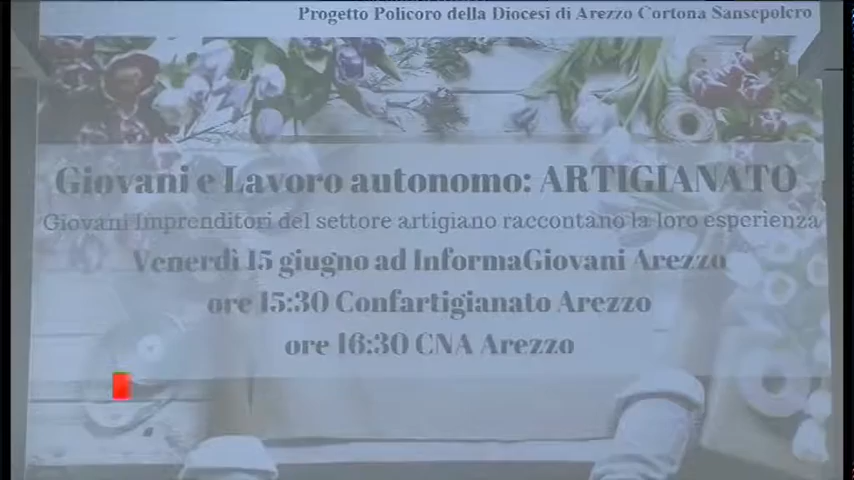 Progetto Policoro della Diocesi di Arezzo Cortona Sansepolcro
Giovani e Lavoro autonomo: ARTIGIANATO
Giovani Imprenditori del settore artigiano raccontano la loro esperienza
Venerdì 15 giugno ad InformaGiovani Arezzo
ore 15:30 Confartigianato Arezzo
ore 16:30 CNA Arezzo